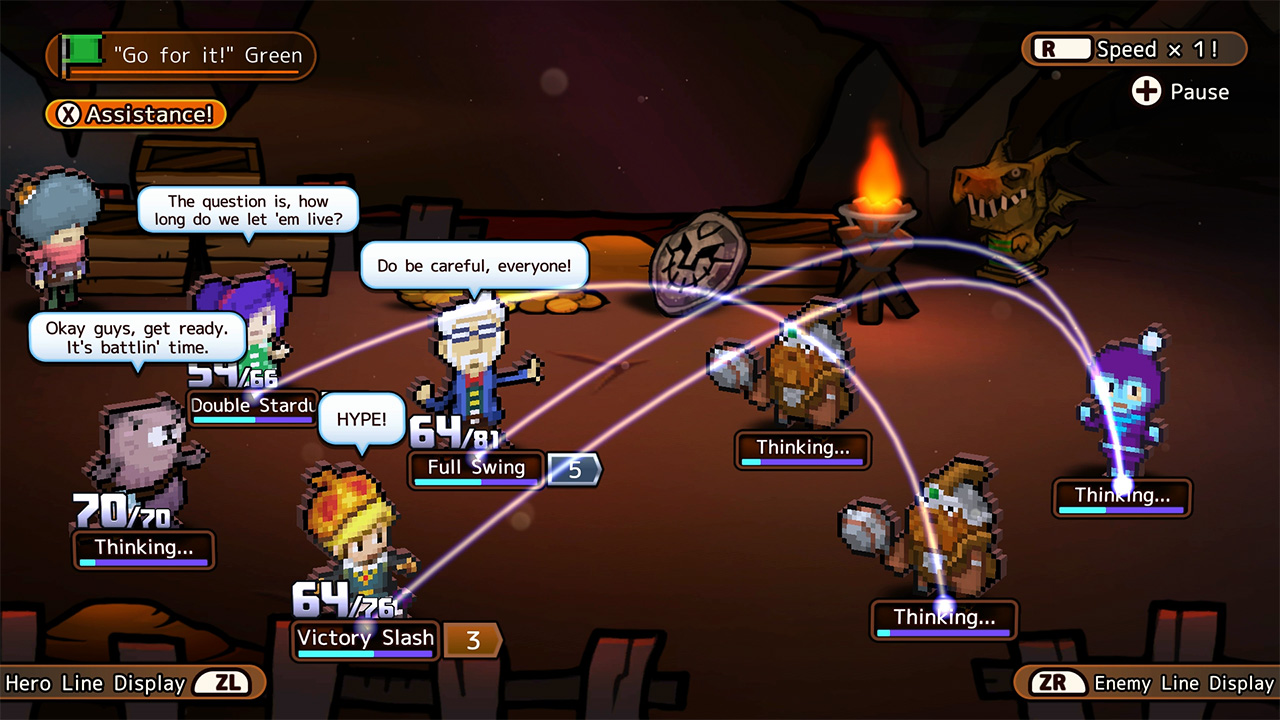 "Go for it!" Green
R Speed × 1!
X Assistance!
+ Pause
The question is, how
long do we let 'em live?
Do be careful, everyone!
Okay guys, get ready.
It's battlin' time.
/66
Double Stardu
HYPE!
64/81
Full Swing
5
Thinking...
Thinking...
70/70
Thinking...
64/76
Victory Slash
3
Thinking...
Hero Line Display ZL
ZR Enemy Line Display